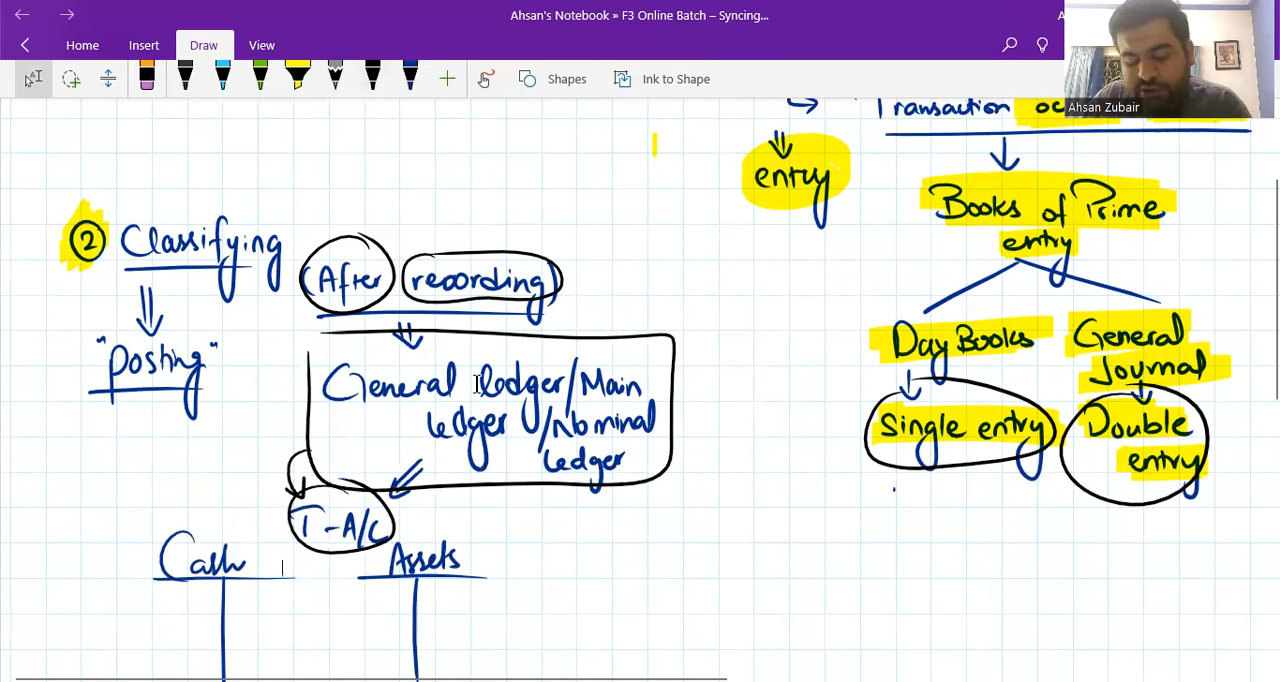 Ahsan's Notebook » F3 Online Batch – Syncing...
Home Insert Draw View
Shapes Ink to Shape
Ahsan Zubair
Transaction oc
entry
Books of Prime
entry
Day Books
Single entry
General
Journal
Double
entry
② Classifying
(After recording)
"Posting"
General ledger/Main
ledger /Nominal
ledger
T-A/C
Cash Assets